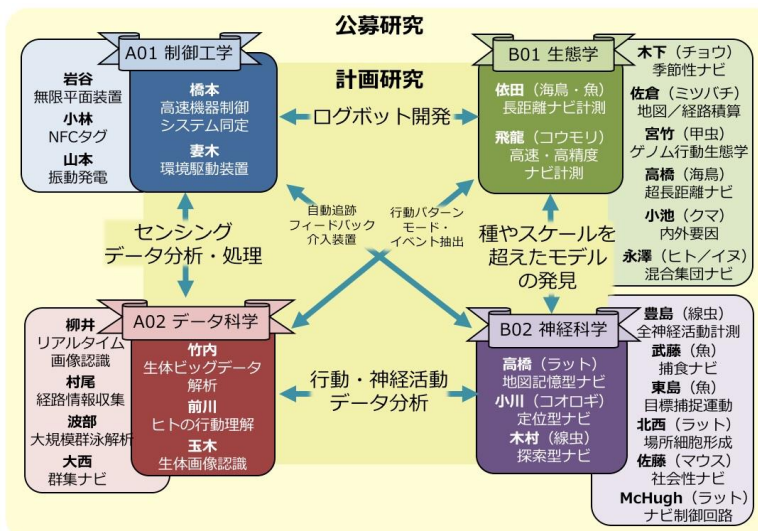 公募研究
計画研究
A01 制御工学
岩谷
無限平面装置
小林
NFCタグ
山本
振動発電
橋本
高速機器制御
システム同定
妻木
環境駆動装置
ログボット開発
B01 生態学
依田（海鳥・魚）
長距離ナビ計測
飛龍（コウモリ）
高速・高精度
ナビ計測
木下（チョウ）
季節性ナビ
佐倉（ミツバチ）
地図／経路積算
宮竹（甲虫）
ゲノム行動生態学
高橋（海鳥）
超長距離ナビ
小池（クマ）
内外要因
永澤（ヒト／イヌ）
混合集団ナビ
センシング
データ分析・処理
自動追跡
フィードバック
介入装置
行動パターン
モード・
イベント抽出
種やスケールを
超えたモデル
の発見
A02 データ科学
柳井
リアルタイム
画像認識
村尾
経路情報収集
波部
大規模群泳解析
大西
群集ナビ
竹内
生体ビッグデータ
解析
前川
ヒトの行動理解
玉木
生体画像認識
行動・神経活動
データ分析
B02 神経科学
高橋（ラット）
地図記憶型ナビ
小川（コオロギ）
定位型ナビ
木村（線虫）
探索型ナビ
豊島（線虫）
全神経活動計測
武藤（魚）
捕食ナビ
東島（魚）
目標捕捉運動
北西（ラット）
場所細胞形成
佐藤（マウス）
社会性ナビ
McHugh（ラット）
ナビ制御回路